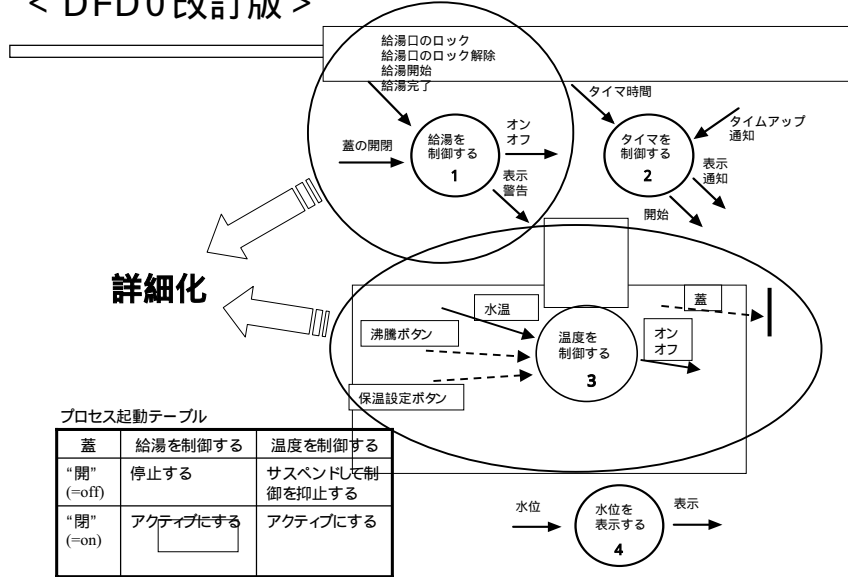 <DFD0改訂版>
給湯口のロック
給湯口のロック解除
給湯開始
給湯完了
蓋の開閉
給湯を
制御する
1
オン
オフ
表示
警告
タイマ時間
タイムアップ
通知
タイマを
制御する
2
表示
通知
開始
詳細化
水温
沸騰ボタン
保温設定ボタン
温度を
制御する
3
オン
オフ
蓋
プロセス起動テーブル
蓋 給湯を制御する 温度を制御する
“開” 停止する サスペンドして制
(=off) 御を抑止する
“閉” アクティブにする アクティブにする
(=on)
水位
水位を
表示する
4
表示